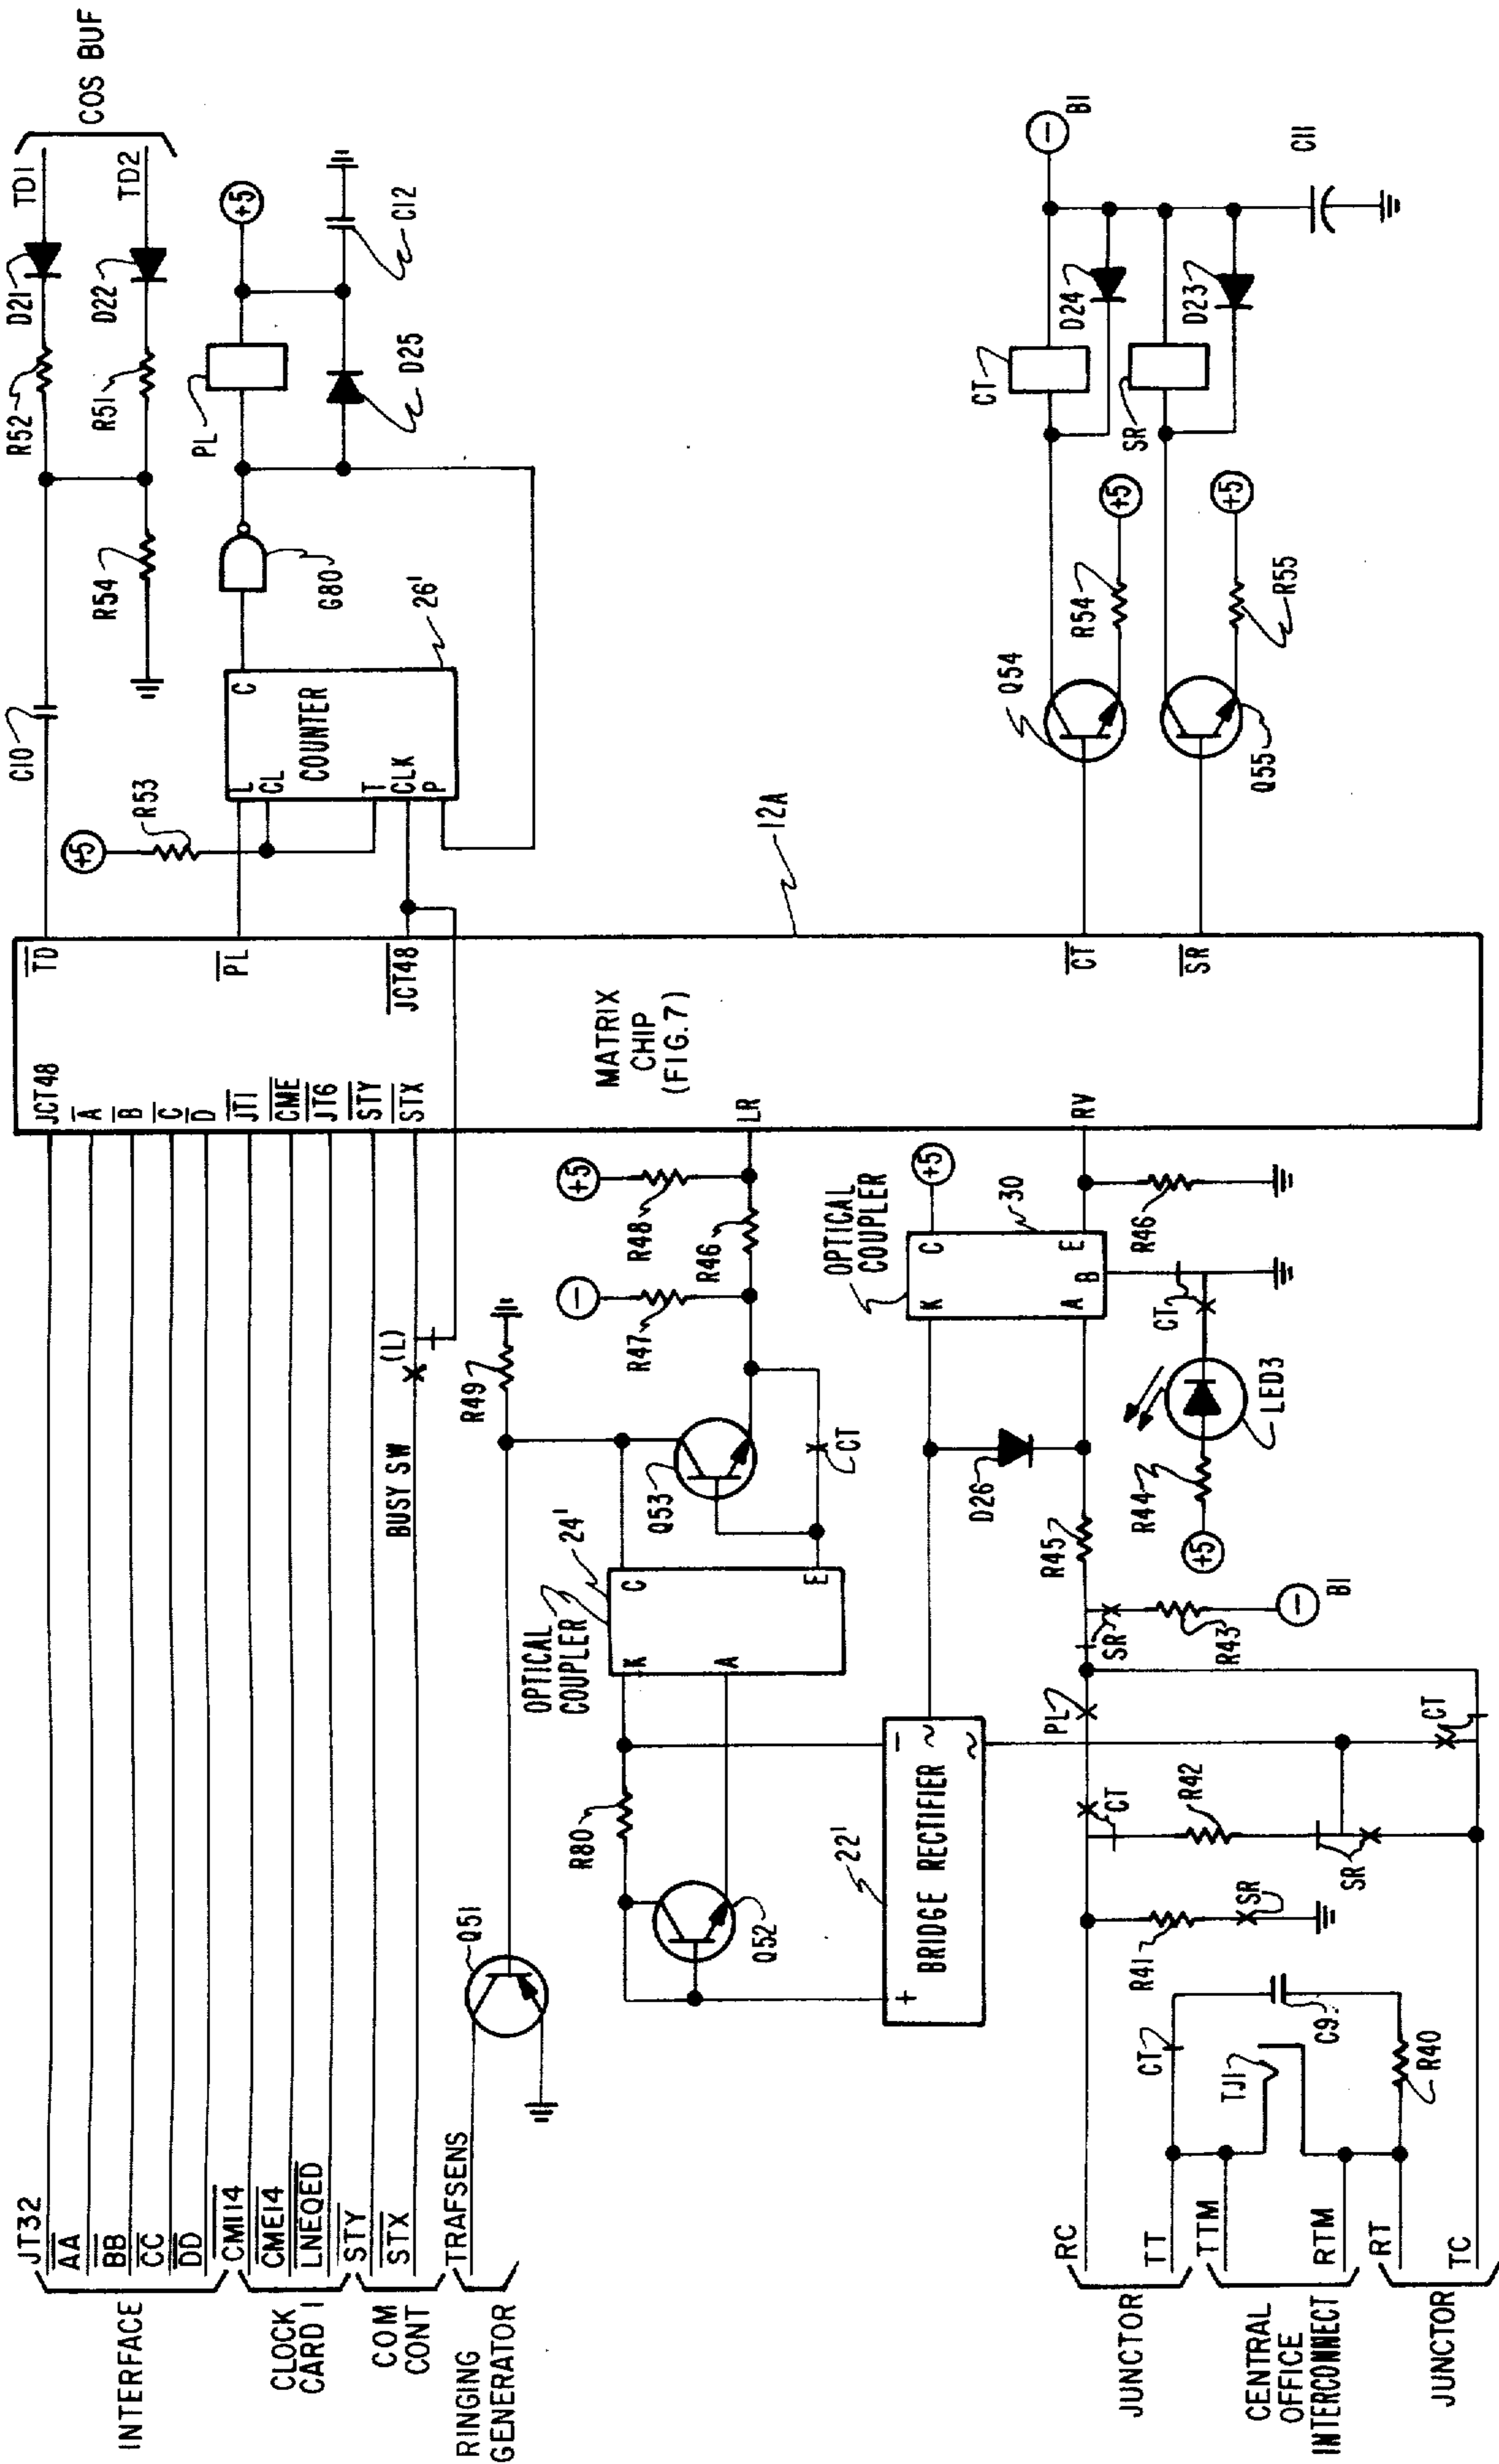 INTERFACE
JT32
AA
BB
CC
DD
CMI14
CLOCK
CARD 1
CME14
LNEQED
COM
CONT
STY
STX
RINGING
GENERATOR
TRAFSENS
JCT48
A
B
C
D
JT1
CME
JT6
STY
STX
BUSY SW
(L)
MATRIX
CHIP
(FIG.7)
12A
TD
PL
JCT48
CT
SR
LR
RV
C10
R52
D21
TD1
COS BUF
R54
R51
D22
TD2
+5
R53
L
CL
T
CLK
P
COUNTER
C
26'
G80
PL
D25
+5
C12
Q51
R49
Q52
R80
OPTICAL
COUPLER
24'
K
A
C
E
Q53
CT
R47
−
R46
R48
+5
BRIDGE RECTIFIER
22'
+
−
~
~
OPTICAL
COUPLER
30
K
A
C
E
B
+5
R46
D26
R45
CT
LED3
R44
+5
SR
R43
−
B1
PL
CT
R42
SR
CT
R41
SR
CT
TJ1
C9
R40
JUNCTOR
RC
TT
CENTRAL
OFFICE
INTERCONNECT
TTM
RTM
JUNCTOR
RT
TC
Q54
R54
+5
CT
D24
−
B1
Q55
R55
+5
SR
D23
C11